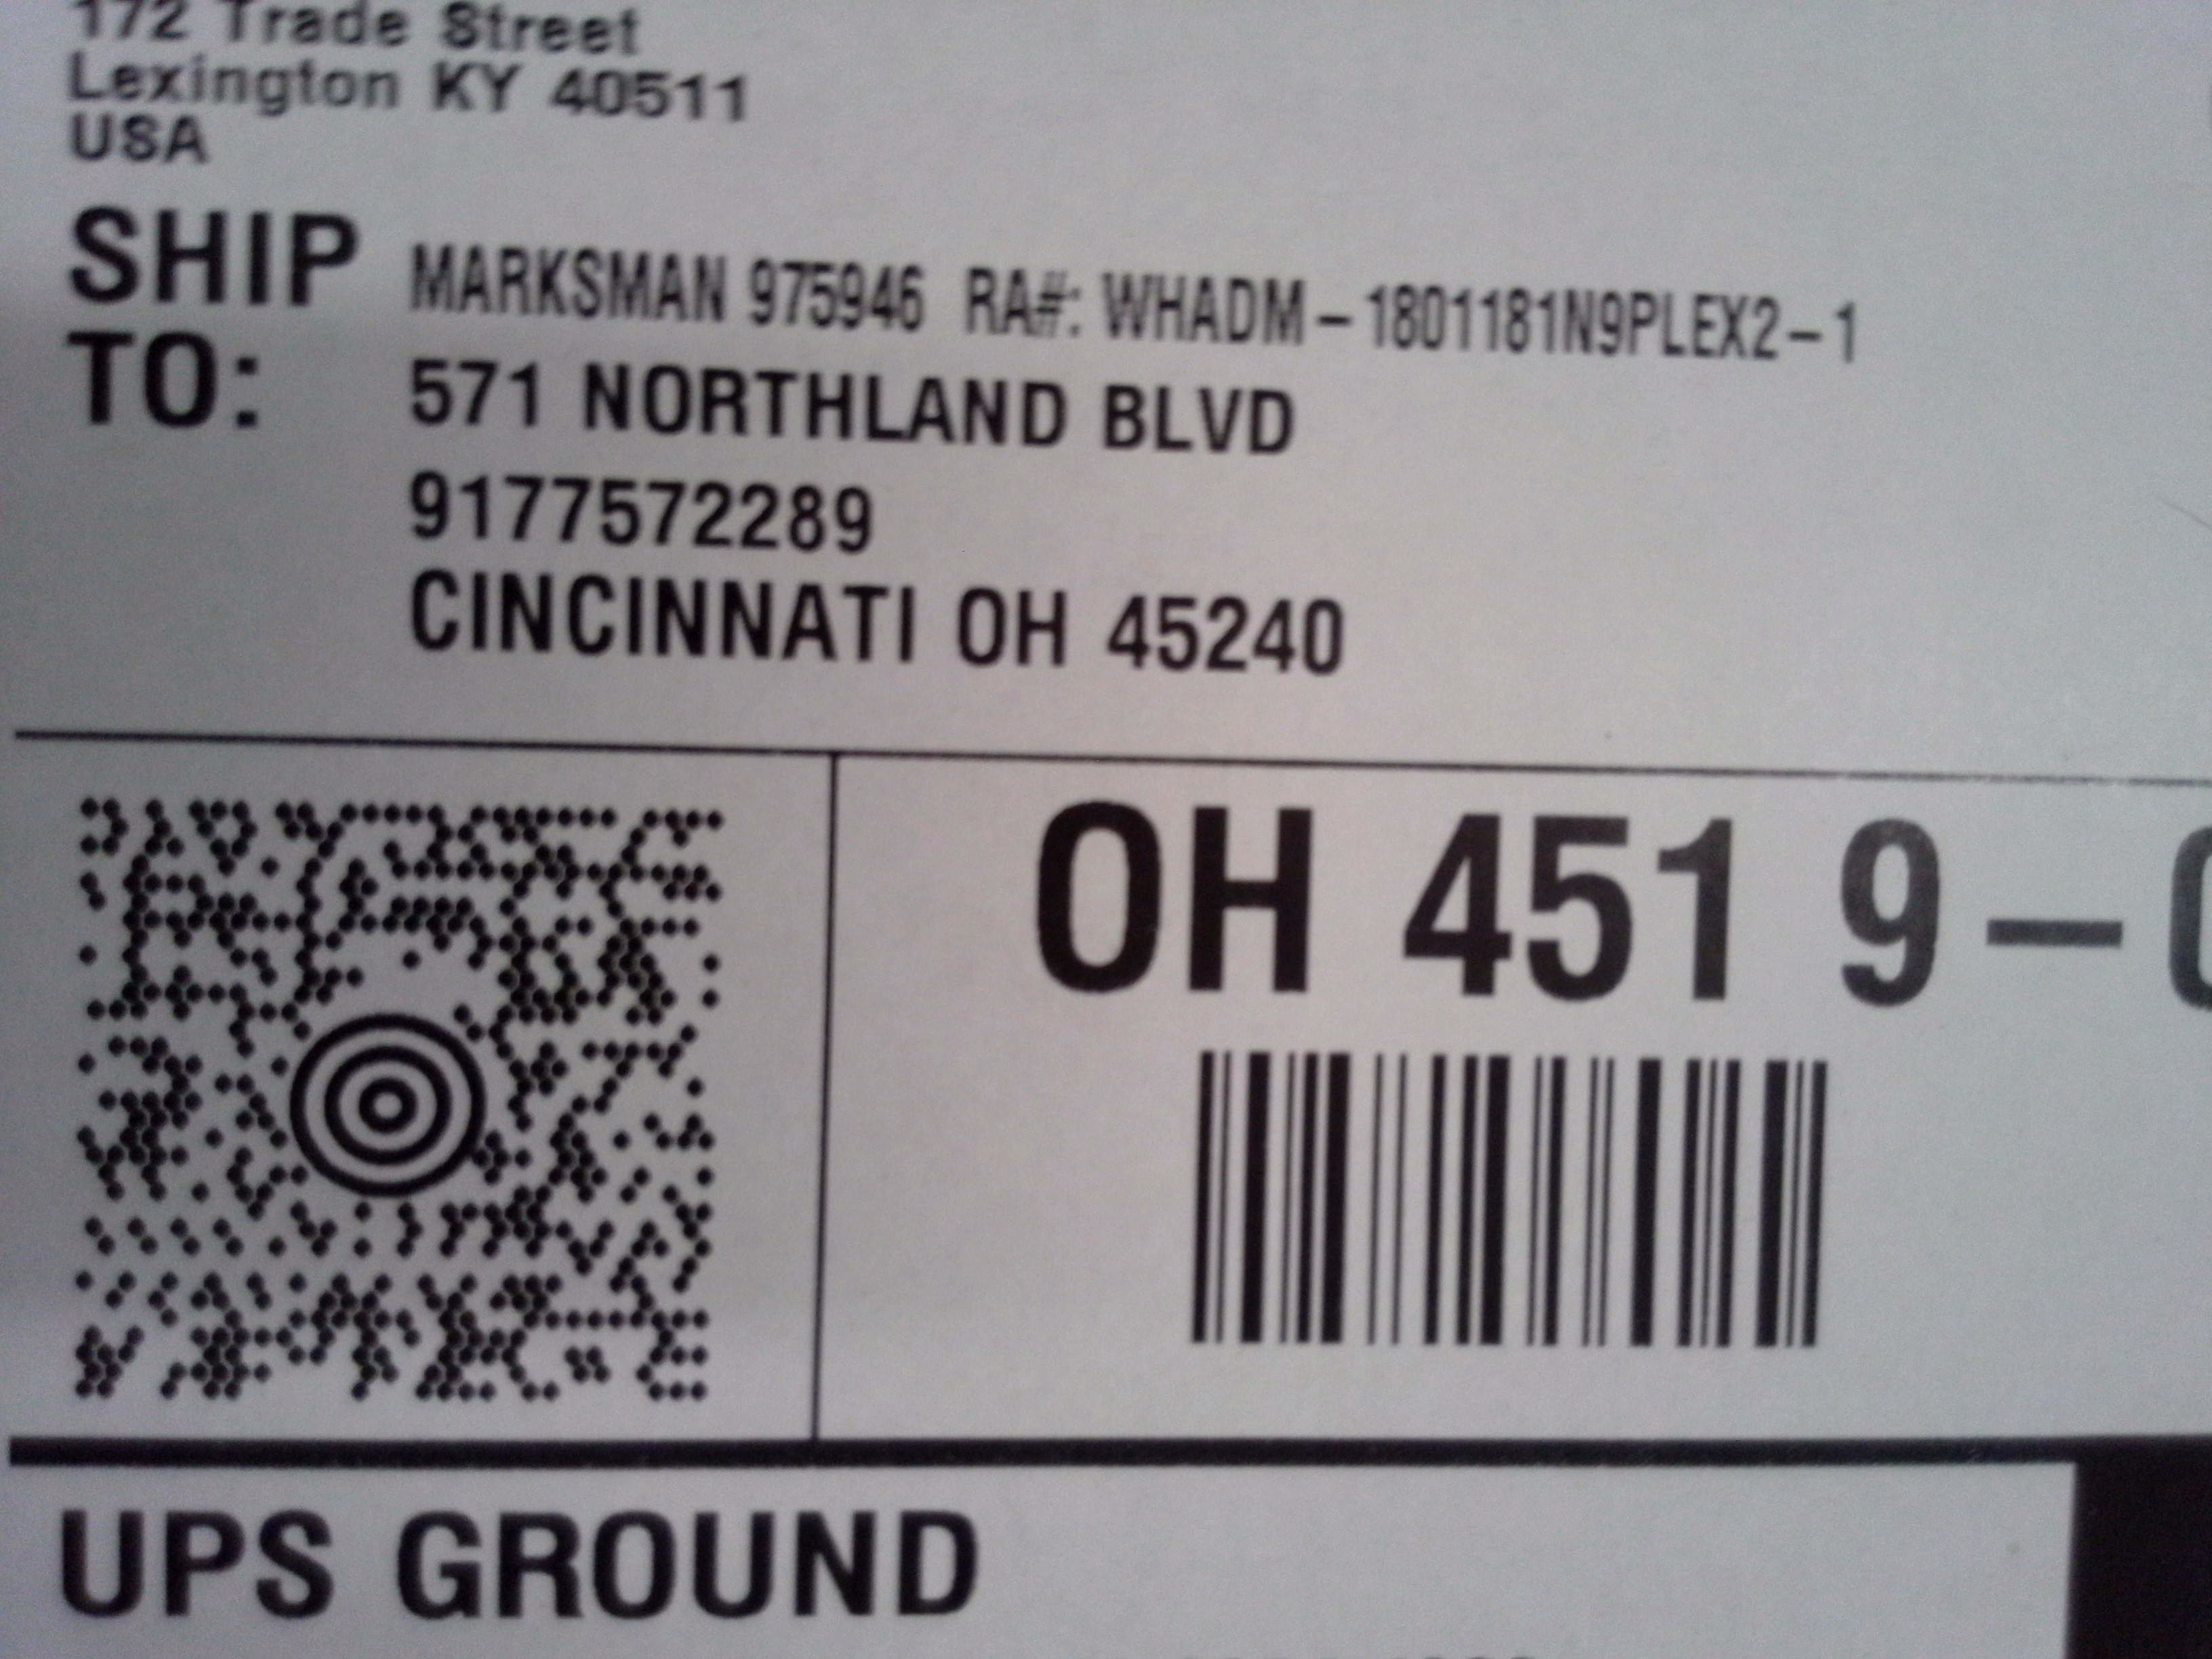 172 Trade Street
Lexington KY 40511
USA
SHIP TO: MARKSMAN 975946 RA#: WHADM-1801181N9PLEX2-1
571 NORTHLAND BLVD
9177572289
CINCINNATI OH 45240
OH 451 9-
UPS GROUND